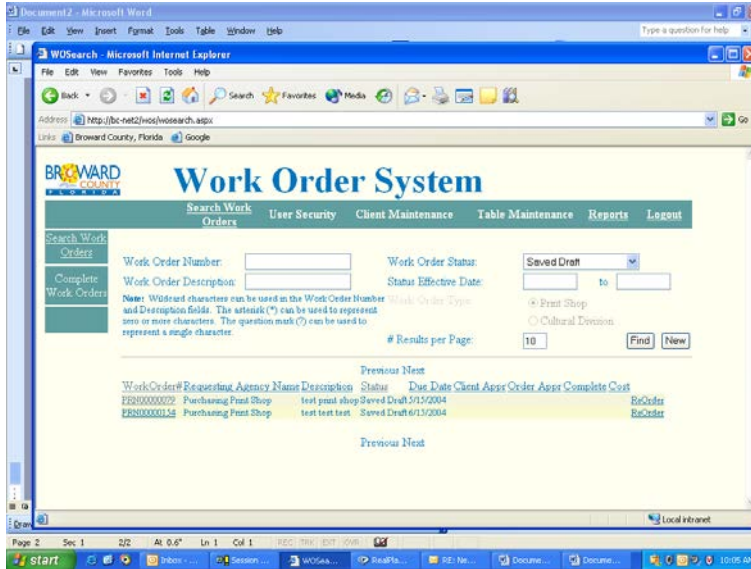 Document2 - Microsoft Word
File Edit View Insert Format Tools Table Window Help
Type a question for help
WOSearch - Microsoft Internet Explorer
File Edit View Favorites Tools Help
Back Search Favorites Media
Address http://bc-net2/wos/wosearch.aspx Go
Links Broward County, Florida Google
BROWARD COUNTY FLORIDA
Work Order System
Search Work Orders User Security Client Maintenance Table Maintenance Reports Logout
Search Work Orders
Complete Work Orders
Work Order Number: Work Order Status: Saved Draft
Work Order Description: Status Effective Date: to
Note: Wildcard characters can be used in the Work Order Number
and Description fields. The asterisk (*) can be used to represent
zero or more characters. The question mark (?) can be used to
represent a single character.
Work Order Type: Print Shop
Cultural Division
# Results per Page: 10 Find New
Previous Next
WorkOrder# Requesting Agency Name Description Status Due Date Client Appr Order Appr Complete Cost
PRN00000079 Purchasing Print Shop test print shop Saved Draft 5/15/2004 ReOrder
PRN00000154 Purchasing Print Shop test test test Saved Draft 6/15/2004 ReOrder
Previous Next
Local intranet
Draw
Page 2 Sec 1 2/2 At 0.6" Ln 1 Col 1 REC TRK EXT OVR
start Inbox - ... Session ... WOSea... RealPla... RE: Ne... Docume... Docume... 10:05 AM